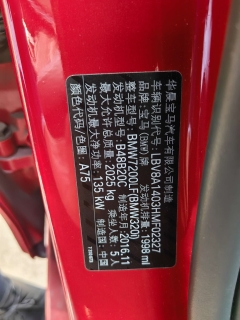 华晨宝马汽车有限公司制造
车辆识别代号: LBV8A1403HMF02327
品牌:宝马(BMW) 发动机排量:1998 ml
整车型号:BMW7200LF(BMW320i)
发动机型号:B48B20C 制造年月:2016.11
最大允许总质量:2025 kg 乘坐人数:5人
发动机最大净功率:135 kW 制造国:中国
颜色代码/色圈:A75